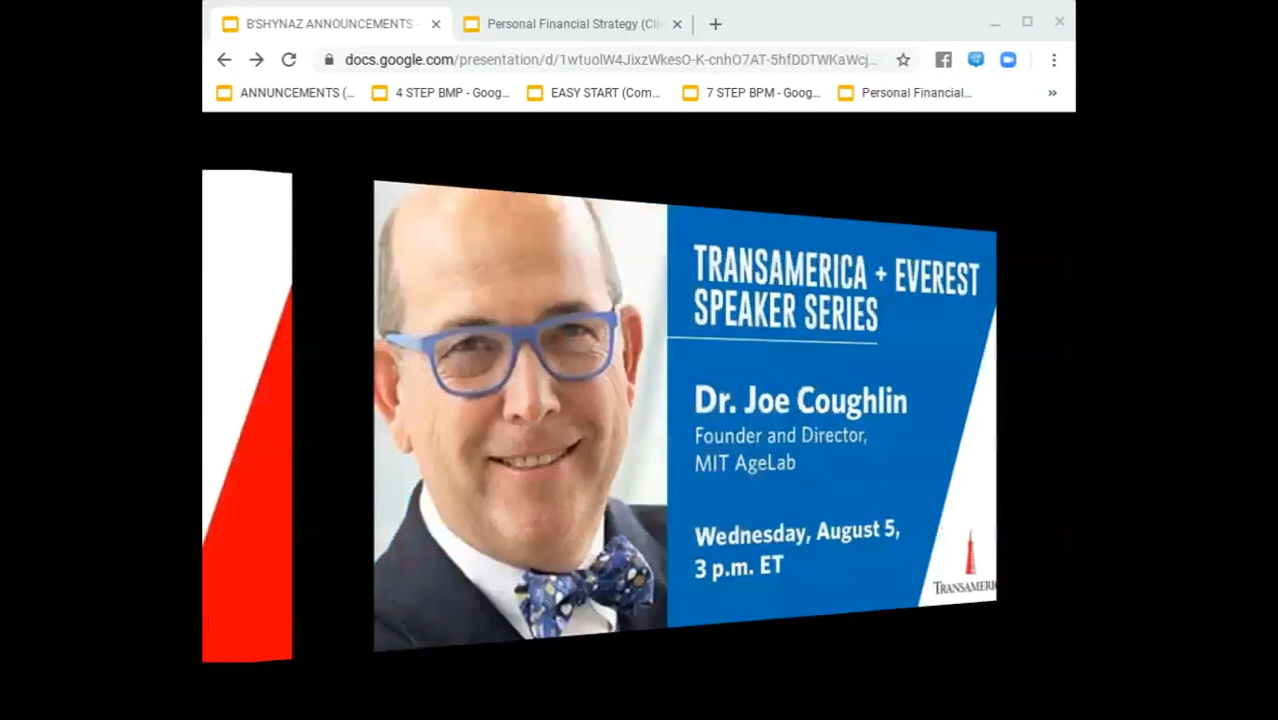 B'SHYNAZ ANNOUNCEMENTS -
Personal Financial Strategy (Cli
docs.google.com/presentation/d/1wtuolW4JixzWkesO-K-cnhO7AT-5hfDDTWKaWcj...
ANNUNCEMENTS (...
4 STEP BMP - Goog...
EASY START (Com...
7 STEP BPM - Goog...
Personal Financial...
TRANSAMERICA + EVEREST
SPEAKER SERIES
Dr. Joe Coughlin
Founder and Director,
MIT AgeLab
Wednesday, August 5,
3 p.m. ET
TRANSAMERIC